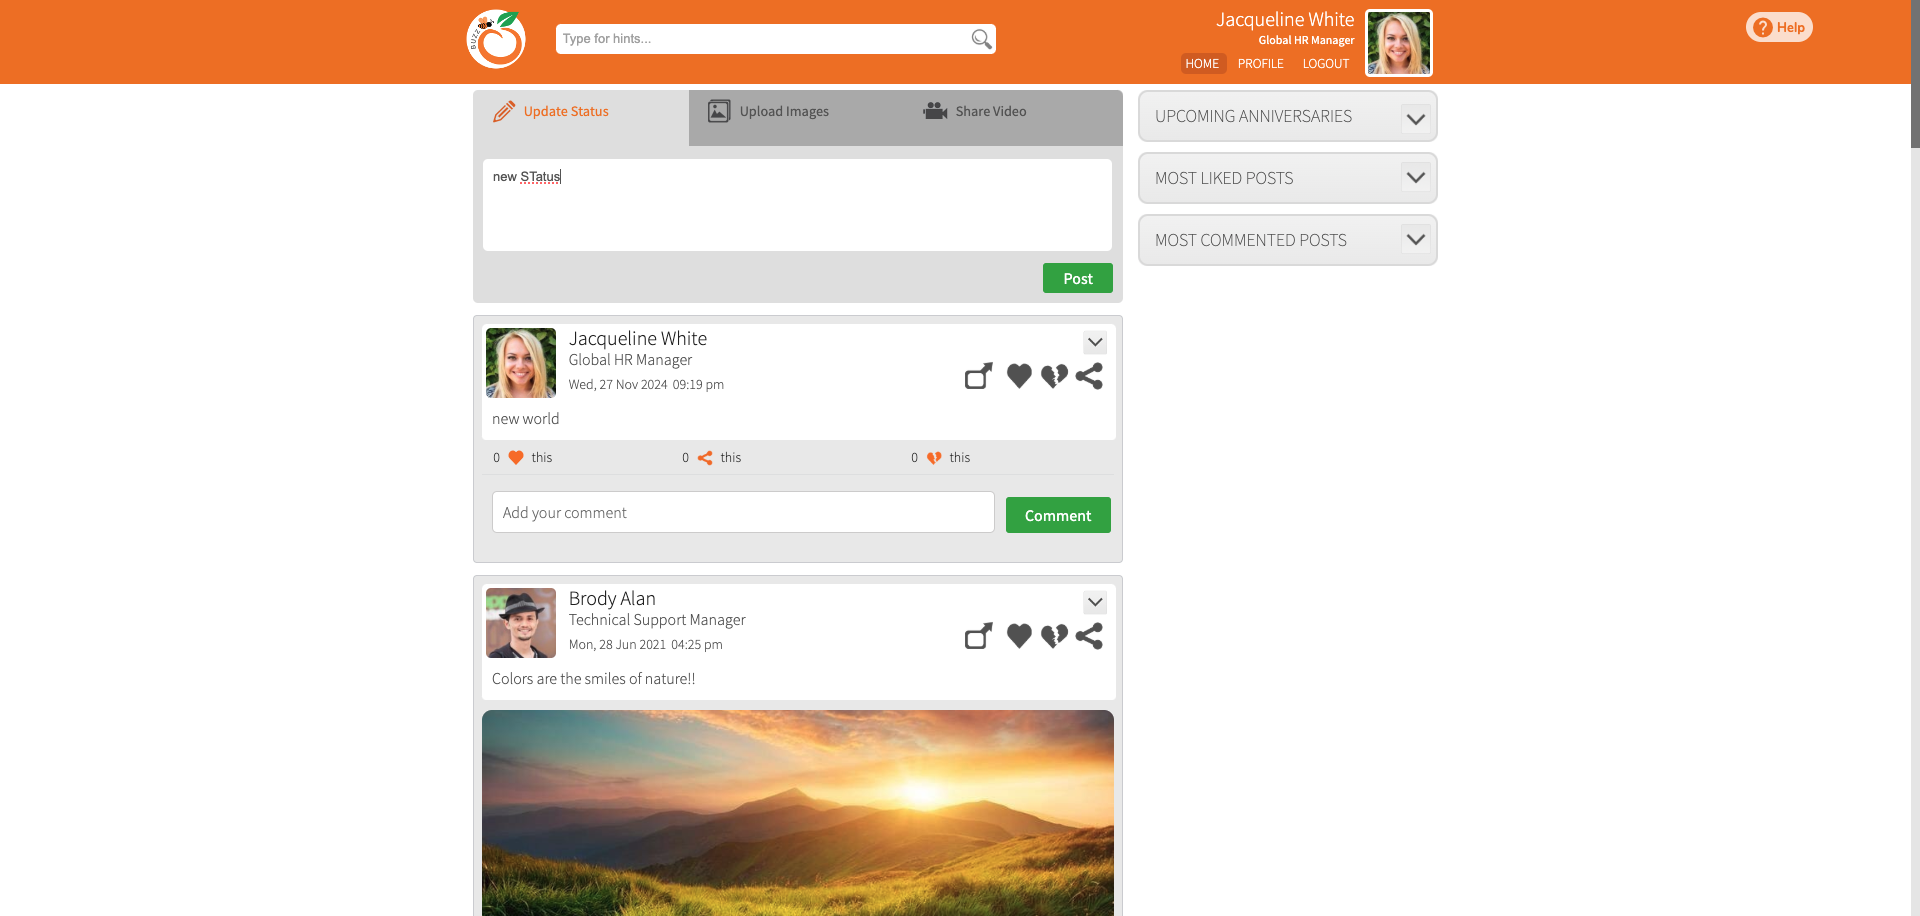 BUZZ
Type for hints...
Jacqueline White
Global HR Manager
HOME PROFILE LOGOUT
Help
Update Status
Upload Images
Share Video
new STatus
Post
UPCOMING ANNIVERSARIES
MOST LIKED POSTS
MOST COMMENTED POSTS
Jacqueline White
Global HR Manager
Wed, 27 Nov 2024 09:19 pm
new world
0 this
0 this
0 this
Add your comment
Comment
Brody Alan
Technical Support Manager
Mon, 28 Jun 2021 04:25 pm
Colors are the smiles of nature!!